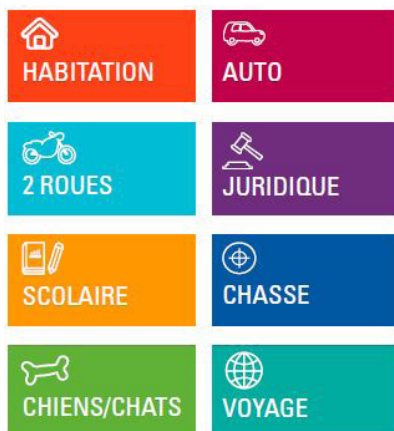 HABITATION
AUTO
2 ROUES
JURIDIQUE
SCOLAIRE
CHASSE
CHIENS/CHATS
VOYAGE